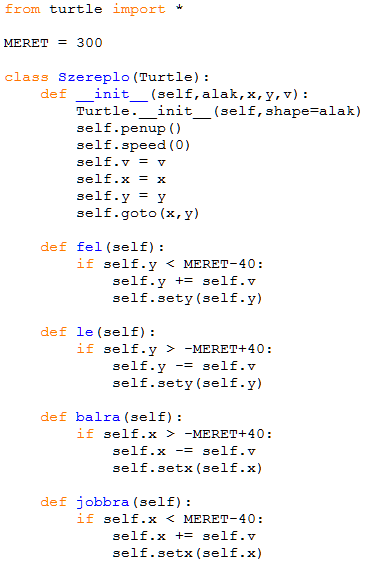 from turtle import *

MERET = 300

class Szereplo(Turtle):
    def __init__(self,alak,x,y,v):
        Turtle.__init__(self,shape=alak)
        self.penup()
        self.speed(0)
        self.v = v
        self.x = x
        self.y = y
        self.goto(x,y)

    def fel(self):
        if self.y < MERET-40:
            self.y += self.v
            self.sety(self.y)

    def le(self):
        if self.y > -MERET+40:
            self.y -= self.v
            self.sety(self.y)

    def balra(self):
        if self.x > -MERET+40:
            self.x -= self.v
            self.setx(self.x)

    def jobbra(self):
        if self.x < MERET-40:
            self.x += self.v
            self.setx(self.x)